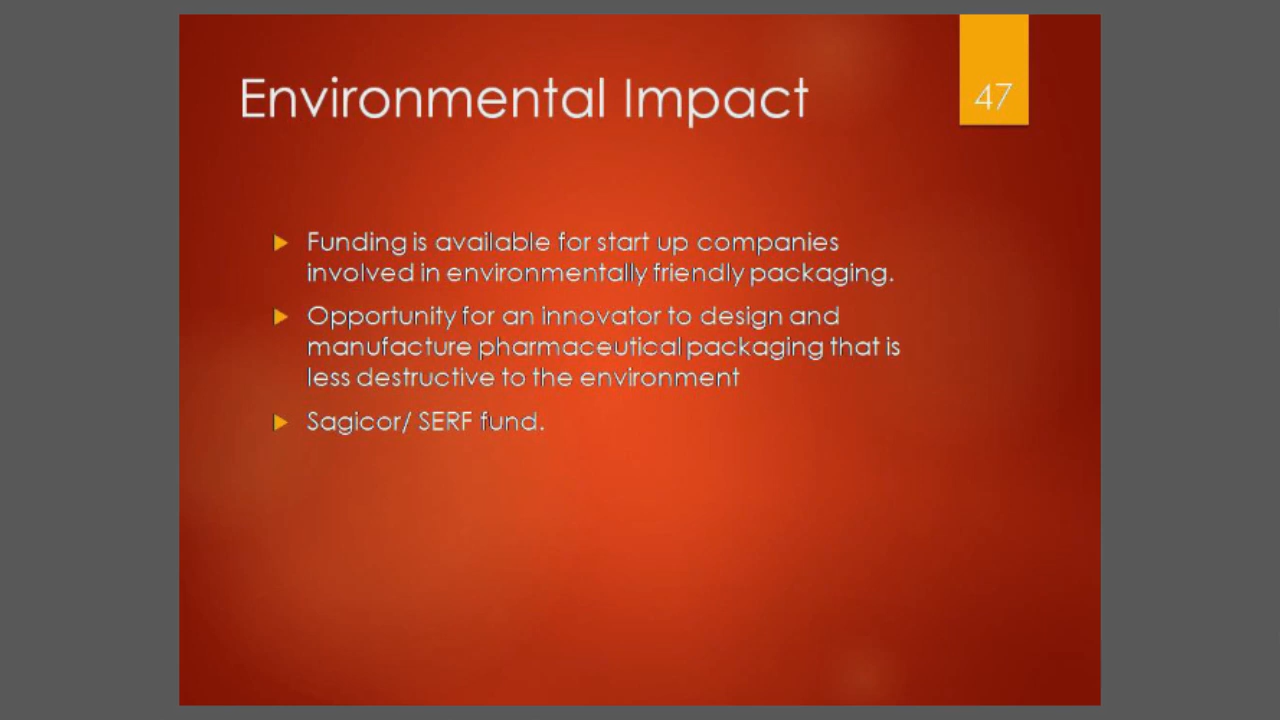 Environmental Impact
47
Funding is available for start up companies
involved in environmentally friendly packaging.
Opportunity for an innovator to design and
manufacture pharmaceutical packaging that is
less destructive to the environment
Sagicor/ SERF fund.